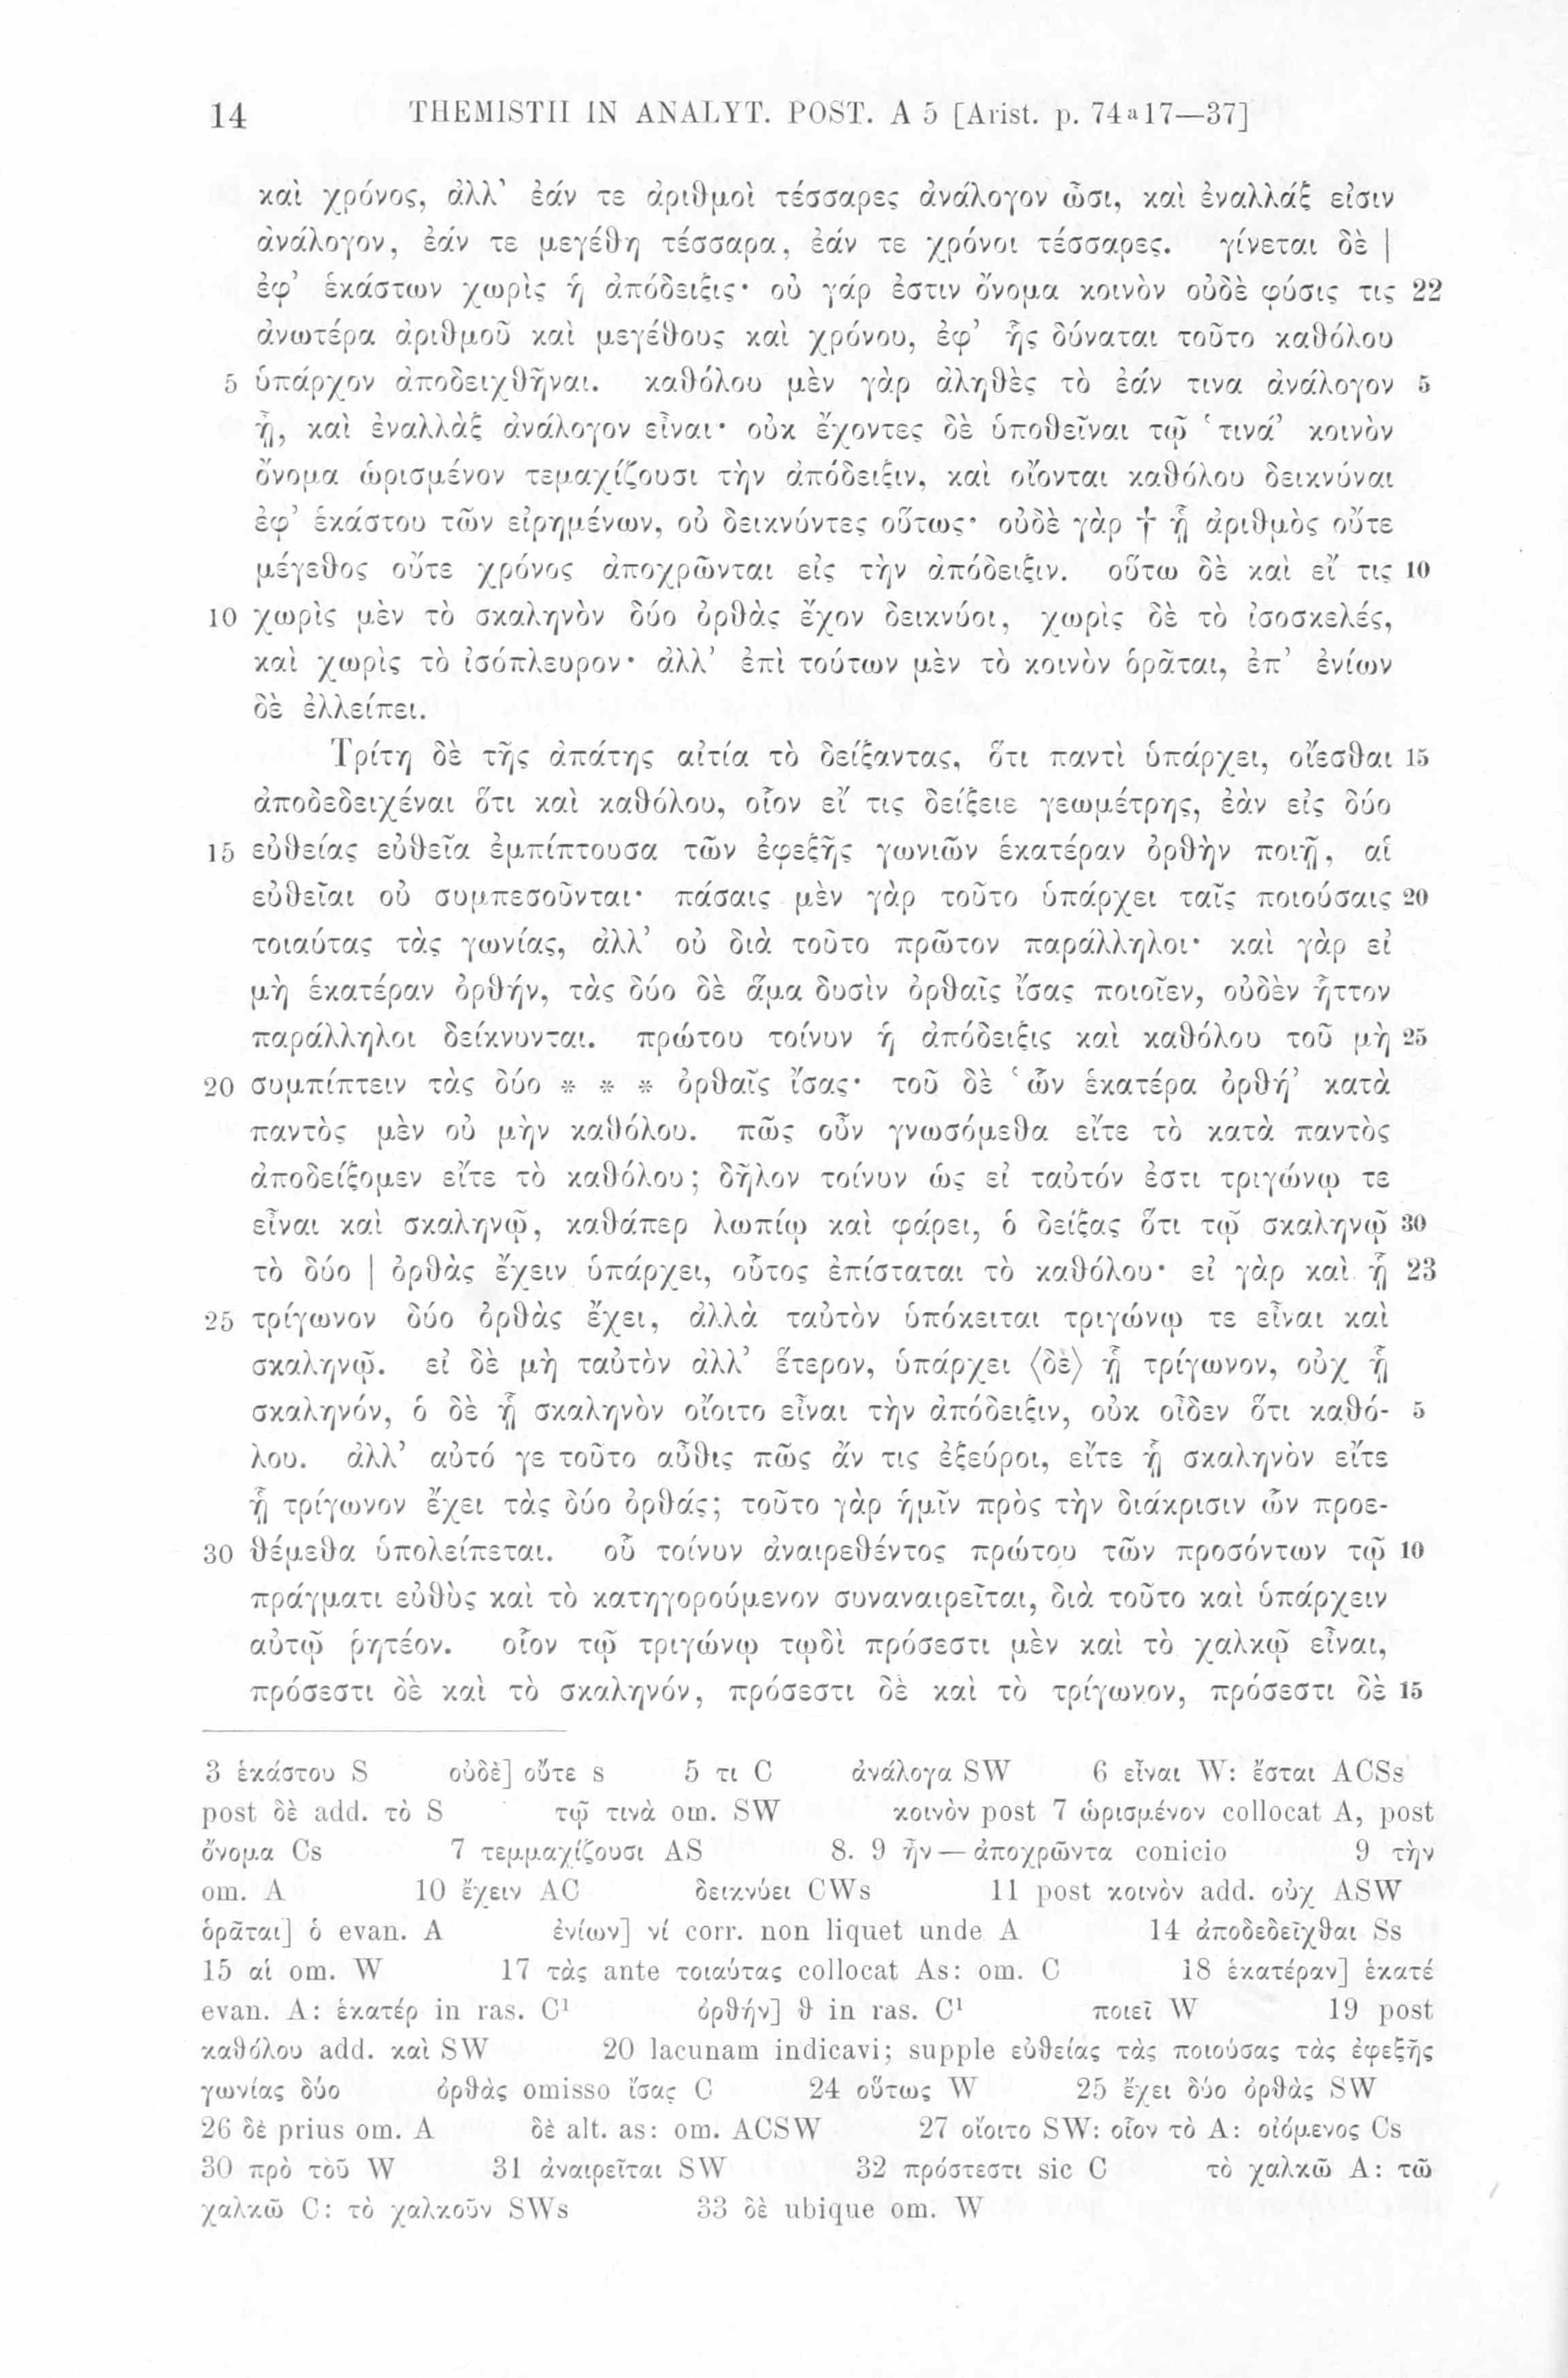 14 THEMISTII IN ANALYT. POST. A 5 [Arist. p. 74a17—37]
καὶ χρόνος, ἀλλ’ ἐάν τε ἀριθμοὶ τέσσαρες ἀνάλογον ὦσι, καὶ ἐναλλάξ εἰσιν
ἀνάλογον, ἐάν τε μεγέθη τέσσαρα, ἐάν τε χρόνοι τέσσαρες. γίνεται δὲ |
ἐφ’ ἑκάστων χωρὶς ἡ ἀπόδειξις· οὐ γάρ ἐστιν ὄνομα κοινὸν οὐδὲ φύσις τις 22
ἀνωτέρα ἀριθμοῦ καὶ μεγέθους καὶ χρόνου, ἐφ’ ἧς δύναται τοῦτο καθόλου
5 ὑπάρχον ἀποδειχθῆναι. καθόλου μὲν γὰρ ἀληθὲς τὸ ἐάν τινα ἀνάλογον 5
ᾖ, καὶ ἐναλλὰξ ἀνάλογον εἶναι· οὐκ ἔχοντες δὲ ὑποθεῖναι τῷ ‘τινά’ κοινὸν
ὄνομα ὡρισμένον τεμαχίζουσι τὴν ἀπόδειξιν, καὶ οἴονται καθόλου δεικνύναι
ἐφ’ ἑκάστου τῶν εἰρημένων, οὐ δεικνύντες οὕτως· οὐδὲ γὰρ † ᾗ ἀριθμὸς οὔτε
μέγεθος οὔτε χρόνος ἀποχρῶνται εἰς τὴν ἀπόδειξιν. οὕτω δὲ καὶ εἴ τις 10
10 χωρὶς μὲν τὸ σκαληνὸν δύο ὀρθὰς ἔχον δεικνύοι, χωρὶς δὲ τὸ ἰσοσκελές,
καὶ χωρὶς τὸ ἰσόπλευρον· ἀλλ’ ἐπὶ τούτων μὲν τὸ κοινὸν ὁρᾶται, ἐπ’ ἐνίων
δὲ ἐλλείπει.
Τρίτη δὲ τῆς ἀπάτης αἰτία τὸ δείξαντας, ὅτι παντὶ ὑπάρχει, οἴεσθαι 15
ἀποδεδειχέναι ὅτι καὶ καθόλου, οἷον εἴ τις δείξειε γεωμέτρης, ἐὰν εἰς δύο
15 εὐθείας εὐθεῖα ἐμπίπτουσα τῶν ἐφεξῆς γωνιῶν ἑκατέραν ὀρθὴν ποιῇ, αἱ
εὐθεῖαι οὐ συμπεσοῦνται· πάσαις μὲν γὰρ τοῦτο ὑπάρχει ταῖς ποιούσαις 20
τοιαύτας τὰς γωνίας, ἀλλ’ οὐ διὰ τοῦτο πρῶτον παράλληλοι· καὶ γὰρ εἰ
μὴ ἑκατέραν ὀρθήν, τὰς δύο δὲ ἅμα δυσὶν ὀρθαῖς ἴσας ποιοῖεν, οὐδὲν ἧττον
παράλληλοι δείκνυνται. πρώτου τοίνυν ἡ ἀπόδειξις καὶ καθόλου τοῦ μὴ 25
20 συμπίπτειν τὰς δύο * * * ὀρθαῖς ἴσας· τοῦ δὲ ‘ὧν ἑκατέρα ὀρθή’ κατὰ
παντὸς μὲν οὐ μὴν καθόλου. πῶς οὖν γνωσόμεθα εἴτε τὸ κατὰ παντὸς
ἀποδείξομεν εἴτε τὸ καθόλου; δῆλον τοίνυν ὡς εἰ ταὐτόν ἐστι τριγώνῳ τε
εἶναι καὶ σκαληνῷ, καθάπερ λωπίῳ καὶ φάρει, ὁ δείξας ὅτι τῷ σκαληνῷ 30
τὸ δύο | ὀρθὰς ἔχειν ὑπάρχει, οὗτος ἐπίσταται τὸ καθόλου· εἰ γὰρ καὶ ᾗ 23
25 τρίγωνον δύο ὀρθὰς ἔχει, ἀλλὰ ταὐτὸν ὑπόκειται τριγώνῳ τε εἶναι καὶ
σκαληνῷ. εἰ δὲ μὴ ταὐτὸν ἀλλ’ ἕτερον, ὑπάρχει ⟨δὲ⟩ ᾗ τρίγωνον, οὐχ ᾗ
σκαληνόν, ὁ δὲ ᾗ σκαληνὸν οἴοιτο εἶναι τὴν ἀπόδειξιν, οὐκ οἶδεν ὅτι καθό- 5
λου. ἀλλ’ αὐτό γε τοῦτο αὖθις πῶς ἄν τις ἐξεύροι, εἴτε ᾗ σκαληνὸν εἴτε
ᾗ τρίγωνον ἔχει τὰς δύο ὀρθάς; τοῦτο γὰρ ἡμῖν πρὸς τὴν διάκρισιν ὧν προε-
30 θέμεθα ὑπολείπεται. οὗ τοίνυν ἀναιρεθέντος πρώτου τῶν προσόντων τῷ 10
πράγματι εὐθὺς καὶ τὸ κατηγορούμενον συναναιρεῖται, διὰ τοῦτο καὶ ὑπάρχειν
αὐτῷ ῥητέον. οἷον τῷ τριγώνῳ τῳδὶ πρόσεστι μὲν καὶ τὸ χαλκῷ εἶναι,
πρόσεστι δὲ καὶ τὸ σκαληνόν, πρόσεστι δὲ καὶ τὸ τρίγωνον, πρόσεστι δὲ 15
3 ἑκάστου S οὐδὲ] οὔτε s 5 τι C ἀνάλογα SW 6 εἶναι W: ἔσται ACSs
post δὲ add. τὸ S τῷ τινὰ om. SW κοινὸν post 7 ὡρισμένον collocat A, post
ὄνομα Cs 7 τεμμαχίζουσι AS 8. 9 ἦν — ἀποχρῶντα conicio 9 τὴν
om. A 10 ἔχειν AC δεικνύει CWs 11 post κοινὸν add. οὐχ ASW
ὁρᾶται] ὁ evan. A ἐνίων] νί corr. non liquet unde A 14 ἀποδεδεῖχθαι Ss
15 αἱ om. W 17 τὰς ante τοιαύτας collocat As: om. C 18 ἑκατέραν] ἑκατέ
evan. A: ἑκατέρ in ras. C¹ ὀρθήν] θ in ras. C¹ ποιεῖ W 19 post
καθόλου add. καὶ SW 20 lacunam indicavi; supple εὐθείας τὰς ποιούσας τὰς ἐφεξῆς
γωνίας δύο ὀρθὰς omisso ἴσας C 24 οὕτως W 25 ἔχει δύο ὀρθὰς SW
26 δὲ prius om. A δὲ alt. as: om. ACSW 27 οἴοιτο SW: οἷον τὸ A: οἰόμενος Cs
30 πρὸ τοῦ W 31 ἀναιρεῖται SW 32 πρόστεστι sic C τὸ χαλκῶ A: τῶ
χαλκῶ C: τὸ χαλκοῦν SWs 33 δὲ ubique om. W